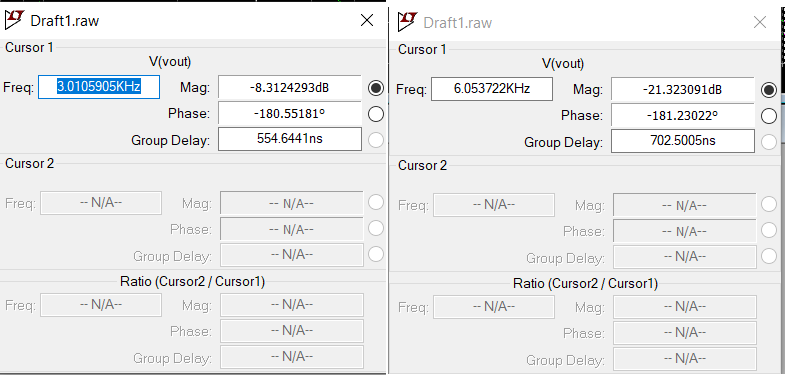 Draft1.raw
Cursor 1
V(vout)
Freq: 3.0105905KHz Mag: -8.3124293dB
Phase: -180.55181º
Group Delay: 554.6441ns
Cursor 2
Freq: -- N/A-- Mag: -- N/A--
Phase: -- N/A--
Group Delay: -- N/A--
Ratio (Cursor2 / Cursor1)
Freq: -- N/A-- Mag: -- N/A--
Phase: -- N/A--
Group Delay: -- N/A--
Draft1.raw
Cursor 1
V(vout)
Freq: 6.053722KHz Mag: -21.323091dB
Phase: -181.23022º
Group Delay: 702.5005ns
Cursor 2
Freq: -- N/A-- Mag: -- N/A--
Phase: -- N/A--
Group Delay: -- N/A--
Ratio (Cursor2 / Cursor1)
Freq: -- N/A-- Mag: -- N/A--
Phase: -- N/A--
Group Delay: -- N/A--